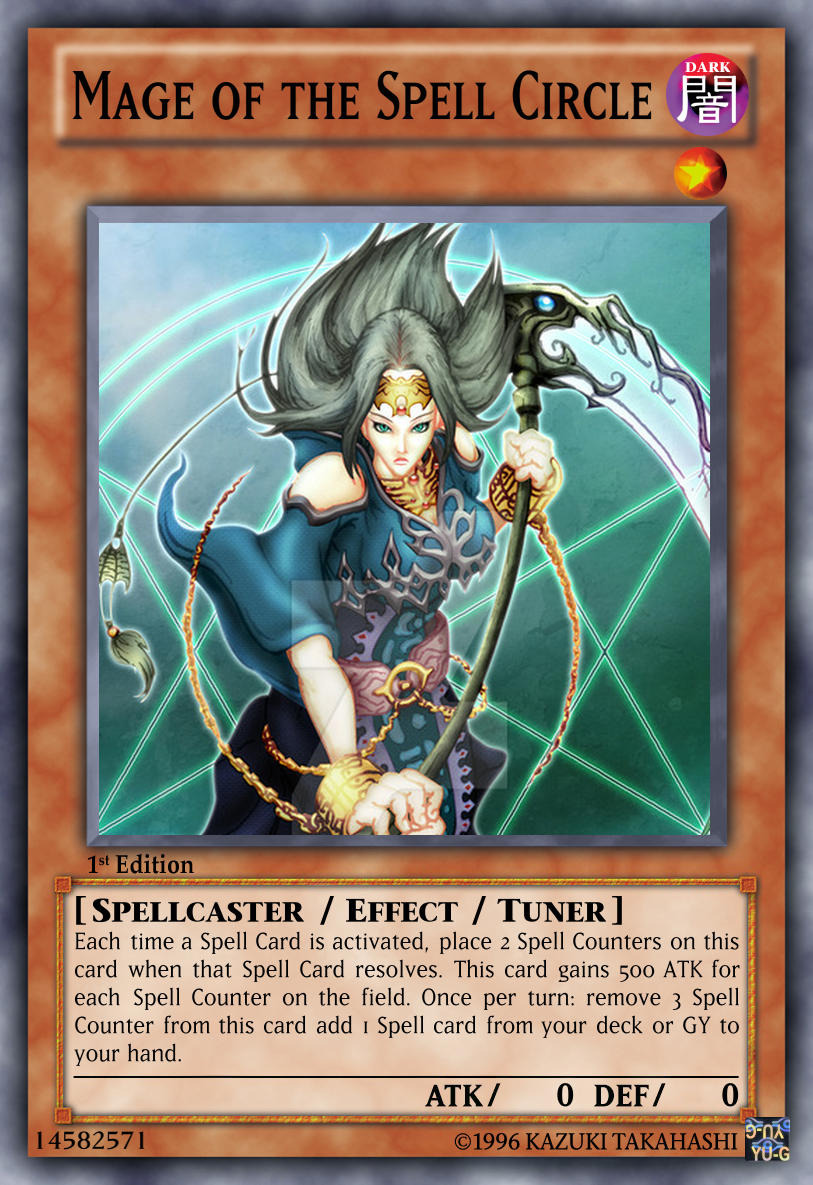 Mage of the Spell Circle
DARK
闇
1st Edition
[ Spellcaster / Effect / Tuner ]
Each time a Spell Card is activated, place 2 Spell Counters on this
card when that Spell Card resolves. This card gains 500 ATK for
each Spell Counter on the field. Once per turn: remove 3 Spell
Counter from this card add 1 Spell card from your deck or GY to
your hand.
ATK/ 0 DEF/ 0
14582571
©1996 KAZUKI TAKAHASHI
YU-G
YU-G